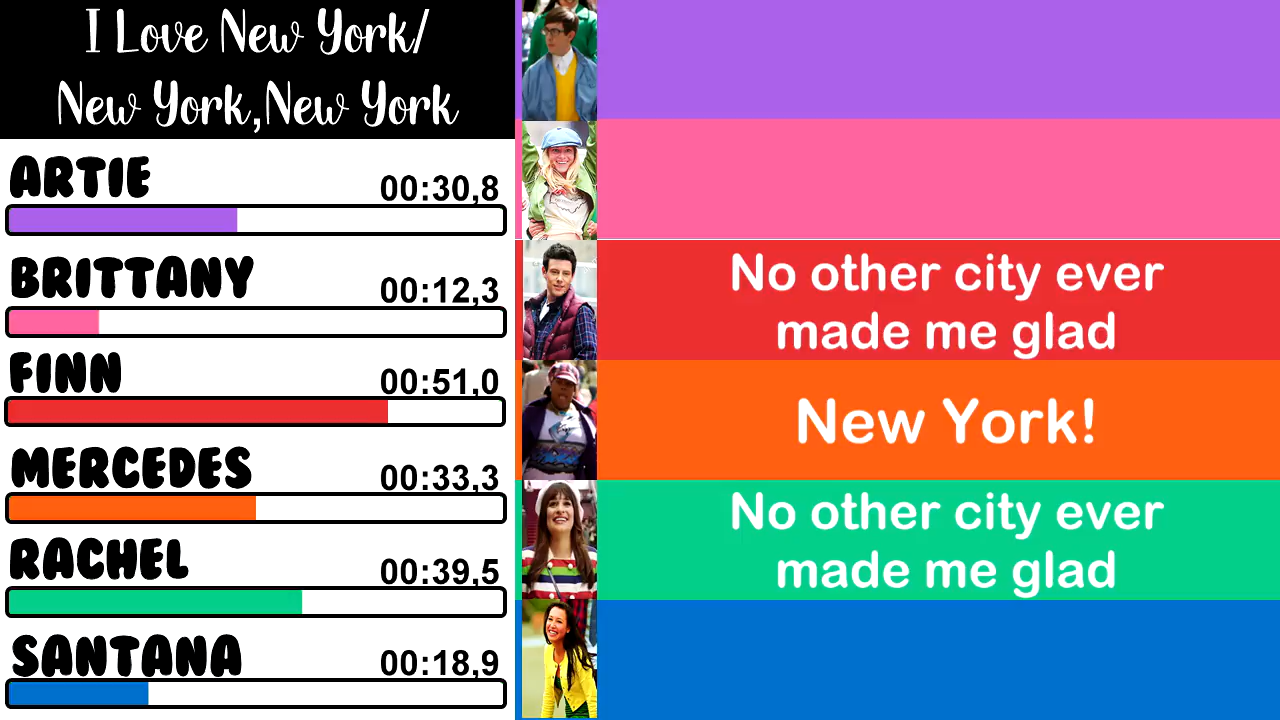 I Love New York/
New York,New York
ARTIE
00:30,8
BRITTANY
00:12,3
FINN
00:51,0
MERCEDES
00:33,3
RACHEL
00:39,5
SANTANA
00:18,9
No other city ever
made me glad
New York!
No other city ever
made me glad